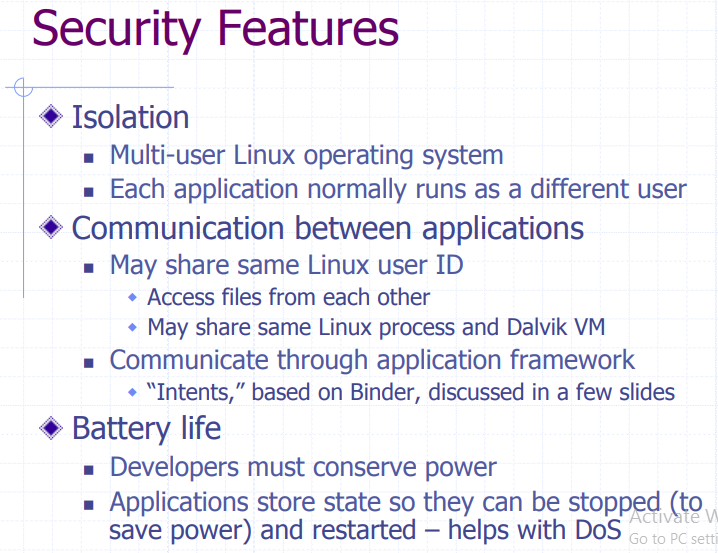 Security Features
Isolation
Multi-user Linux operating system
Each application normally runs as a different user
Communication between applications
May share same Linux user ID
Access files from each other
May share same Linux process and Dalvik VM
Communicate through application framework
“Intents,” based on Binder, discussed in a few slides
Battery life
Developers must conserve power
Applications store state so they can be stopped (to
save power) and restarted – helps with DoS
Activate W
Go to PC setti